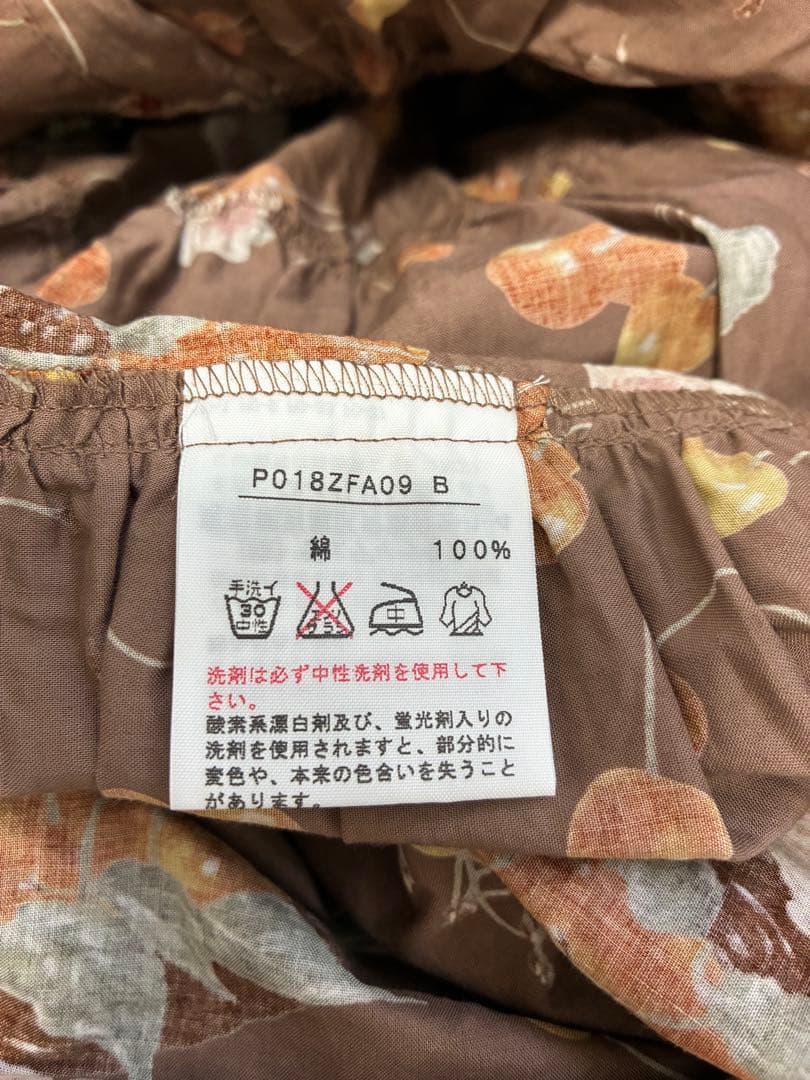 P018ZFA09 B
綿 100%
手洗イ
30
中性
エンソ
サラシ
中
洗剤は必ず中性洗剤を使用して下
さい。
酸素系漂白剤及び、蛍光剤入りの
洗剤を使用されますと、部分的に
変色や、本来の色合いを失うこと
があります。